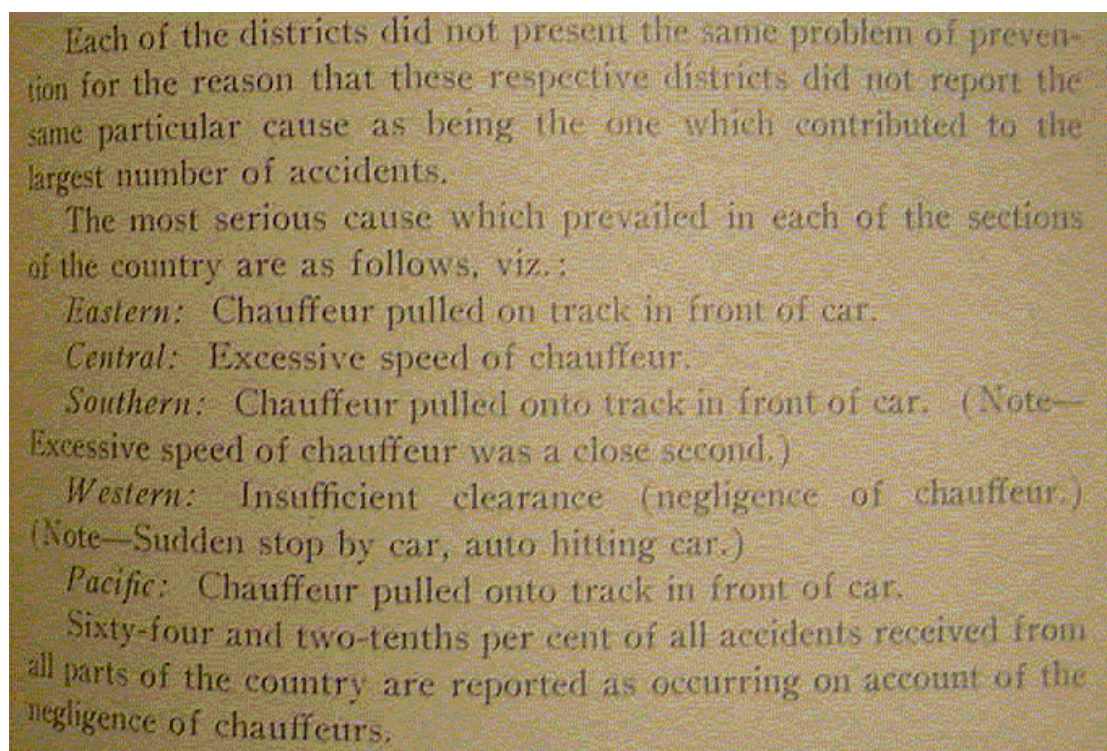 Each of the districts did not present the same problem of preven-
tion for the reason that these respective districts did not report the
same particular cause as being the one which contributed to the
largest number of accidents.
The most serious cause which prevailed in each of the sections
of the country are as follows, viz.:
Eastern: Chauffeur pulled on track in front of car.
Central: Excessive speed of chauffeur.
Southern: Chauffeur pulled onto track in front of car. (Note—
Excessive speed of chauffeur was a close second.)
Western: Insufficient clearance (negligence of chauffeur.)
(Note—Sudden stop by car, auto hitting car.)
Pacific: Chauffeur pulled onto track in front of car.
Sixty-four and two-tenths per cent of all accidents received from
all parts of the country are reported as occurring on account of the
negligence of chauffeurs.